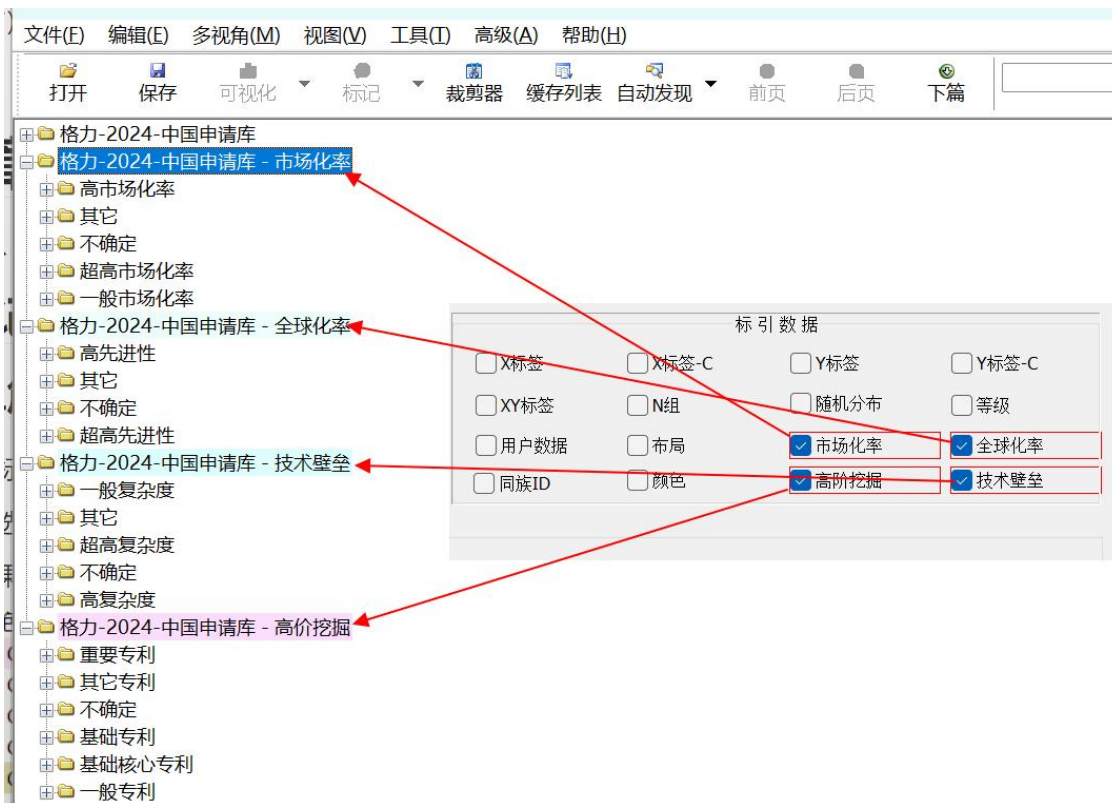 文件(F) 编辑(E) 多视角(M) 视图(V) 工具(T) 高级(A) 帮助(H)
打开 保存 可视化 标记 裁剪器 缓存列表 自动发现 前页 后页 下篇
格力-2024-中国申请库
格力-2024-中国申请库 - 市场化率
高市场化率
其它
不确定
超高市场化率
一般市场化率
格力-2024-中国申请库 - 全球化率
高先进性
其它
不确定
超高先进性
格力-2024-中国申请库 - 技术壁垒
一般复杂度
其它
超高复杂度
不确定
高复杂度
格力-2024-中国申请库 - 高价挖掘
重要专利
其它专利
不确定
基础专利
基础核心专利
一般专利
标引数据
X标签 X标签-C Y标签 Y标签-C
XY标签 N组 随机分布 等级
用户数据 布局 市场化率 全球化率
同族ID 颜色 高阶挖掘 技术壁垒